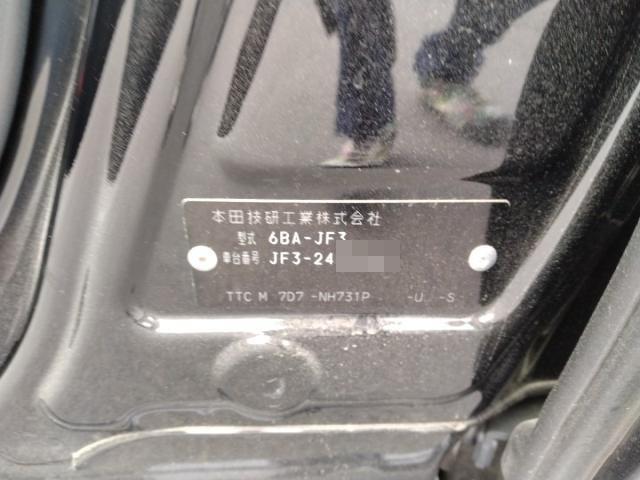 本田技研工業株式会社
型式 6BA-JF3
車台番号 JF3-24
TTC M 7D7 -NH731P -U -S